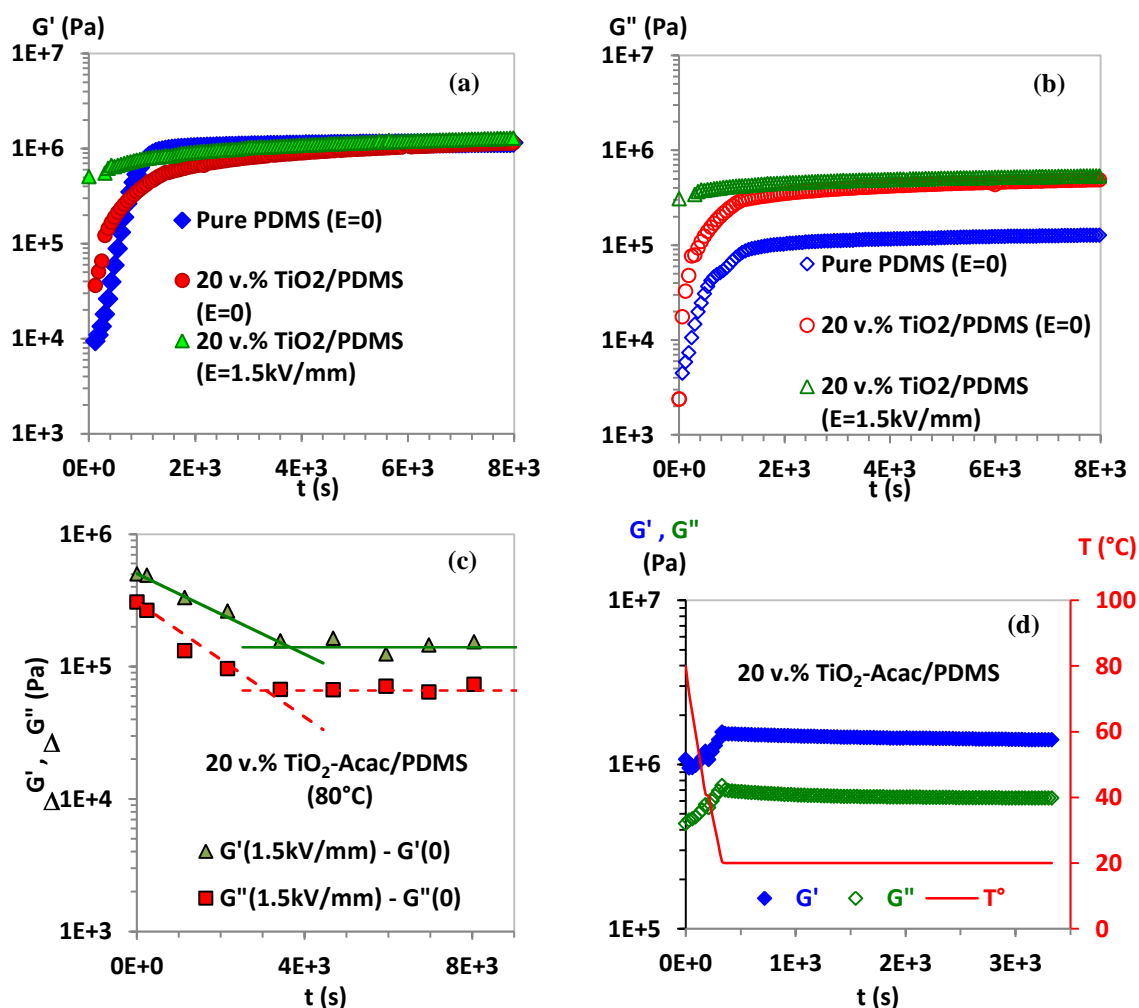 G' (Pa)
1E+7
1E+6
1E+5
1E+4
1E+3
(a)
Pure PDMS (E=0)
20 v.% TiO2/PDMS
(E=0)
20 v.% TiO2/PDMS
(E=1.5kV/mm)
0E+0 2E+3 4E+3 6E+3 8E+3
t (s)
G" (Pa)
1E+7
1E+6
1E+5
1E+4
1E+3
(b)
Pure PDMS (E=0)
20 v.% TiO2/PDMS (E=0)
20 v.% TiO2/PDMS
(E=1.5kV/mm)
0E+0 2E+3 4E+3 6E+3 8E+3
t (s)
ΔG' , ΔG" (Pa)
1E+6
1E+5
1E+4
1E+3
(c)
20 v.% TiO2-Acac/PDMS
(80°C)
G'(1.5kV/mm) - G'(0)
G"(1.5kV/mm) - G"(0)
0E+0 4E+3 8E+3
t (s)
G' , G"
(Pa)
T (°C)
1E+7
1E+6
1E+5
100
80
60
40
20
0
(d)
20 v.% TiO2-Acac/PDMS
G' G" T°
0E+0 1E+3 2E+3 3E+3
t (s)